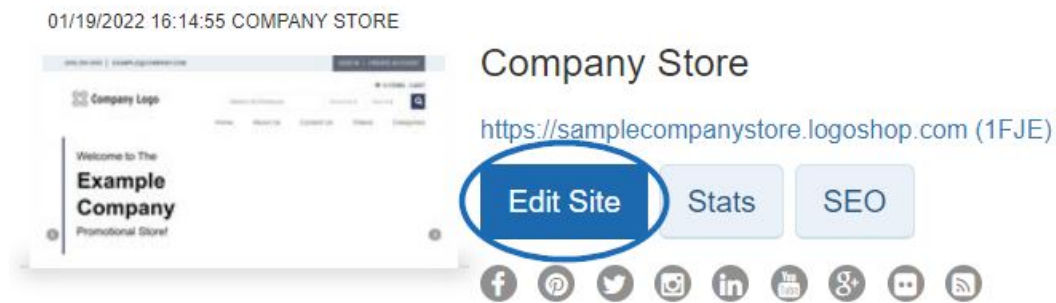 01/19/2022 16:14:55 COMPANY STORE
Company Logo
Welcome to The
Example
Company
Promotional Store!
Company Store
https://samplecompanystore.logoshop.com (1FJE)
Edit Site
Stats
SEO